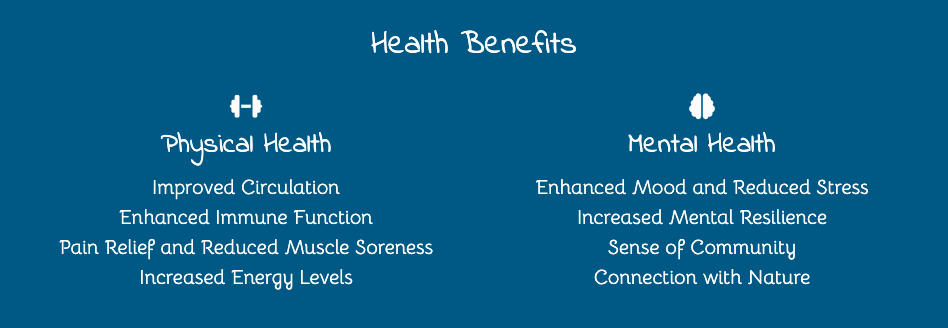 Health Benefits
Physical Health
Improved Circulation
Enhanced Immune Function
Pain Relief and Reduced Muscle Soreness
Increased Energy Levels
Mental Health
Enhanced Mood and Reduced Stress
Increased Mental Resilience
Sense of Community
Connection with Nature